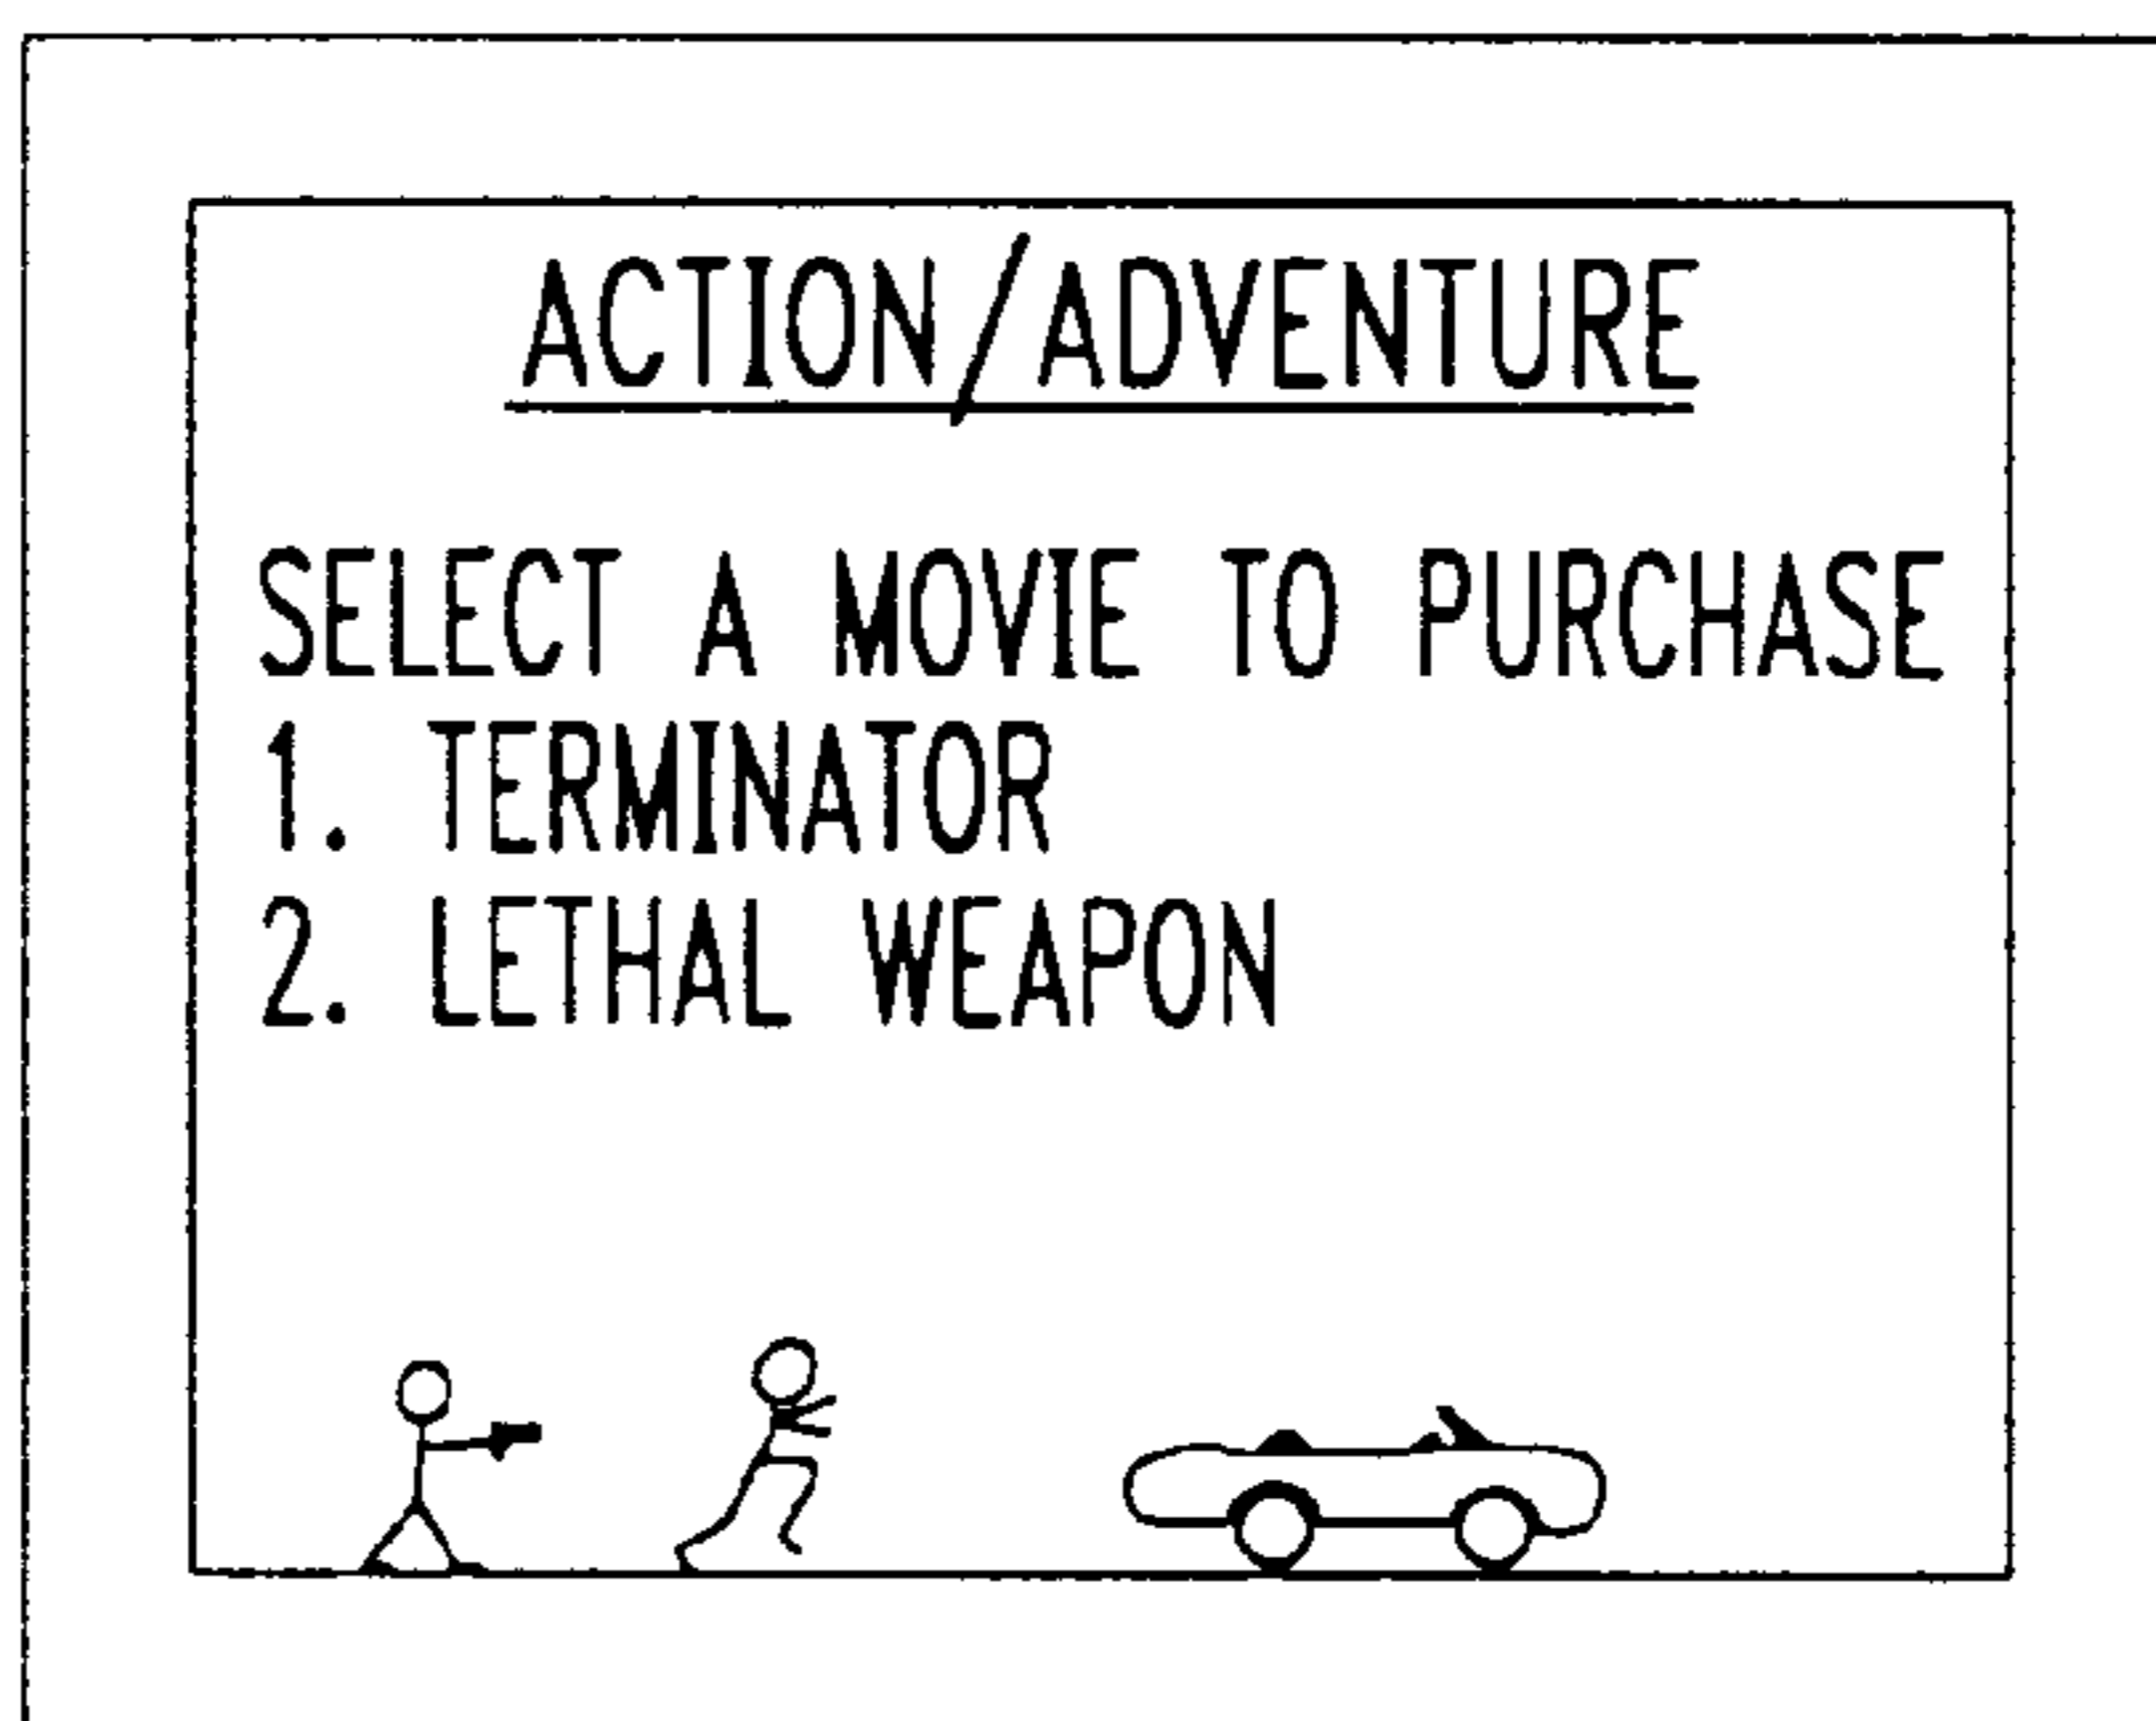 ACTION/ADVENTURE
SELECT A MOVIE TO PURCHASE
1. TERMINATOR
2. LETHAL WEAPON